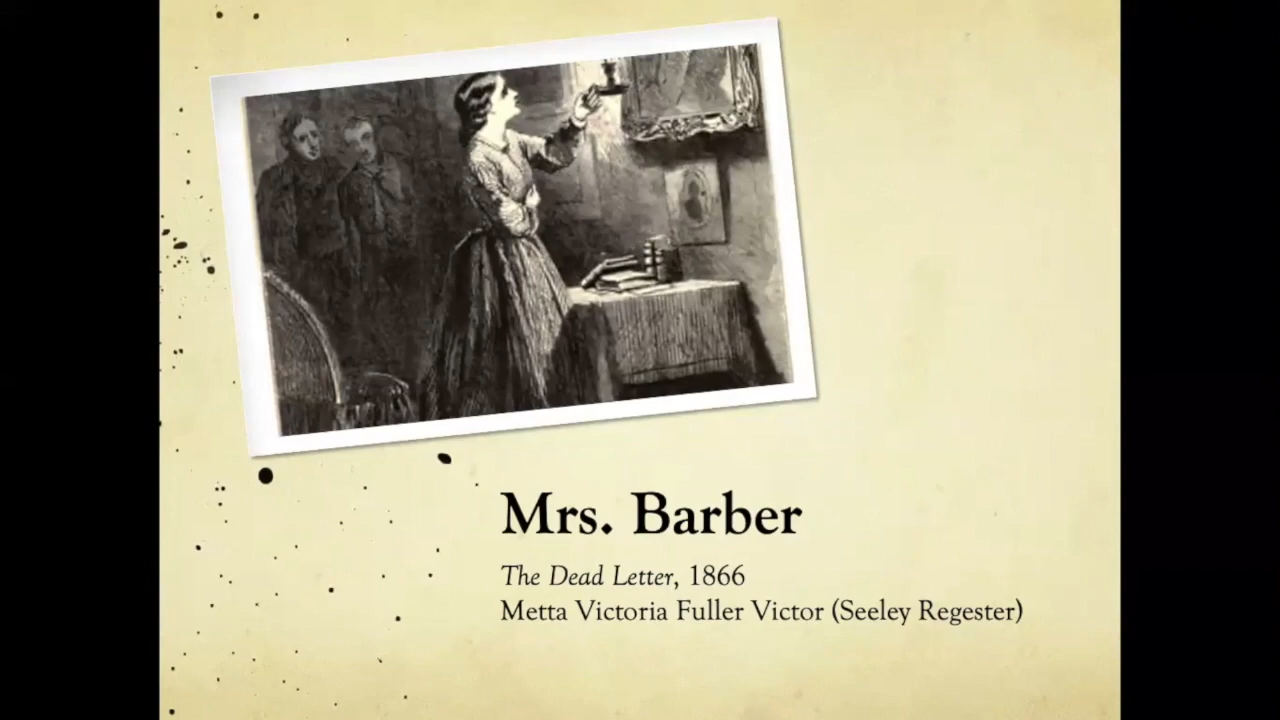 Mrs. Barber
The Dead Letter, 1866
Metta Victoria Fuller Victor (Seeley Regester)